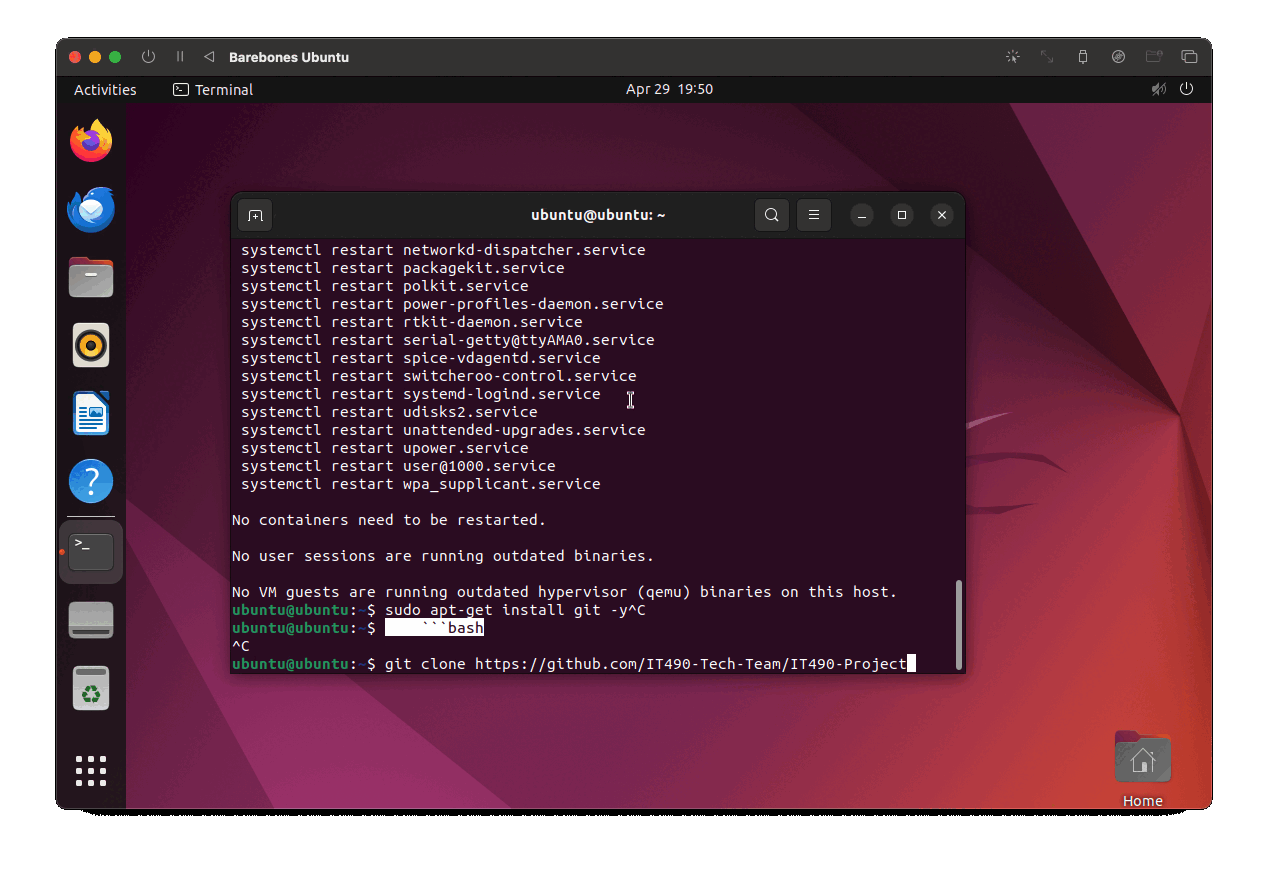 Barebones Ubuntu
Activities
Terminal
Apr 29 19:50
ubuntu@ubuntu: ~
systemctl restart networkd-dispatcher.service
systemctl restart packagekit.service
systemctl restart polkit.service
systemctl restart power-profiles-daemon.service
systemctl restart rtkit-daemon.service
systemctl restart serial-getty@ttyAMA0.service
systemctl restart spice-vdagentd.service
systemctl restart switcheroo-control.service
systemctl restart systemd-logind.service
systemctl restart udisks2.service
systemctl restart unattended-upgrades.service
systemctl restart upower.service
systemctl restart user@1000.service
systemctl restart wpa_supplicant.service
No containers need to be restarted.
No user sessions are running outdated binaries.
No VM guests are running outdated hypervisor (qemu) binaries on this host.
ubuntu@ubuntu:~$ sudo apt-get install git -y^C
ubuntu@ubuntu:~$     ```bash
^C
ubuntu@ubuntu:~$ git clone https://github.com/IT490-Tech-Team/IT490-Project
Home